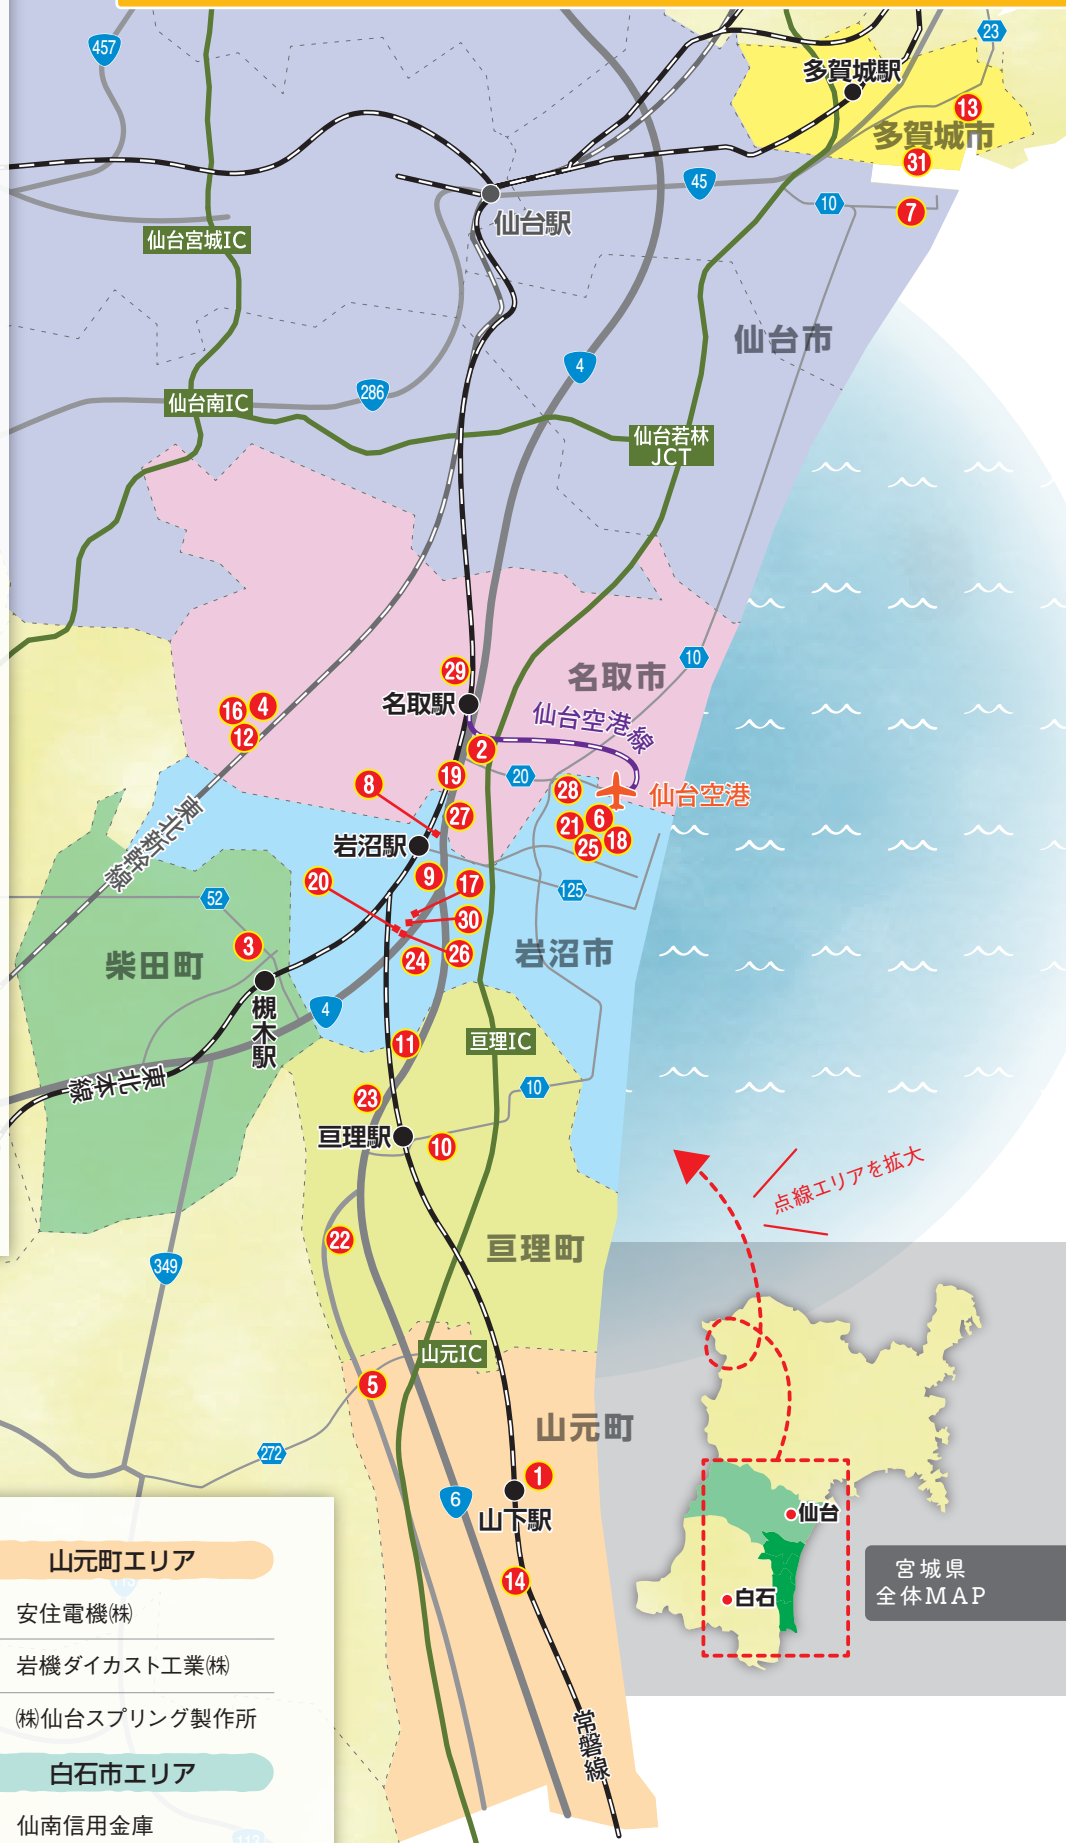 457
23
多賀城駅
13
多賀城市
31
45
10
7
仙台駅
仙台宮城IC
仙台市
4
286
仙台南IC
仙台若林
JCT
10
29
名取市
名取駅
16
4
12
仙台空港線
2
19
20
8
28
仙台空港
27
21
6
18
25
東北新幹線
岩沼駅
9
17
20
125
52
30
3
26
24
岩沼市
柴田町
4
槻木駅
11
亘理IC
東北本線
10
23
亘理駅
10
点線エリアを拡大
22
亘理町
349
山元IC
5
山元町
272
1
6
山下駅
仙台
14
宮城県
全体MAP
白石
常磐線
山元町エリア
113
安住電機㈱
岩機ダイカスト工業㈱
㈱仙台スプリング製作所
白石市エリア
仙南信用金庫
113